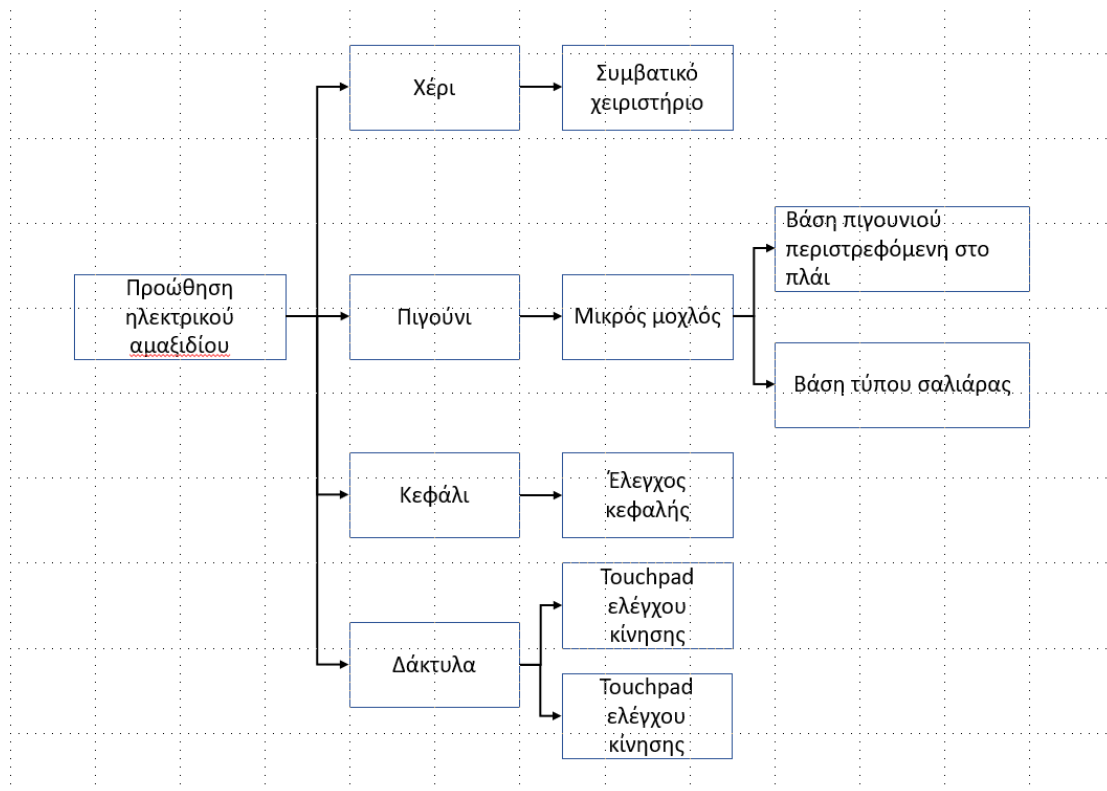 Χέρι
Συμβατικό
χειριστήριο
Βάση πιγουνιού
περιστρεφόμενη στο
πλάι
Προώθηση
ηλεκτρικού
αμαξιδίου
Πιγούνι
Μικρός μοχλός
Βάση τύπου σαλιάρας
Κεφάλι
Έλεγχος
κεφαλής
Touchpad
ελέγχου
κίνησης
Δάκτυλα
Touchpad
ελέγχου
κίνησης